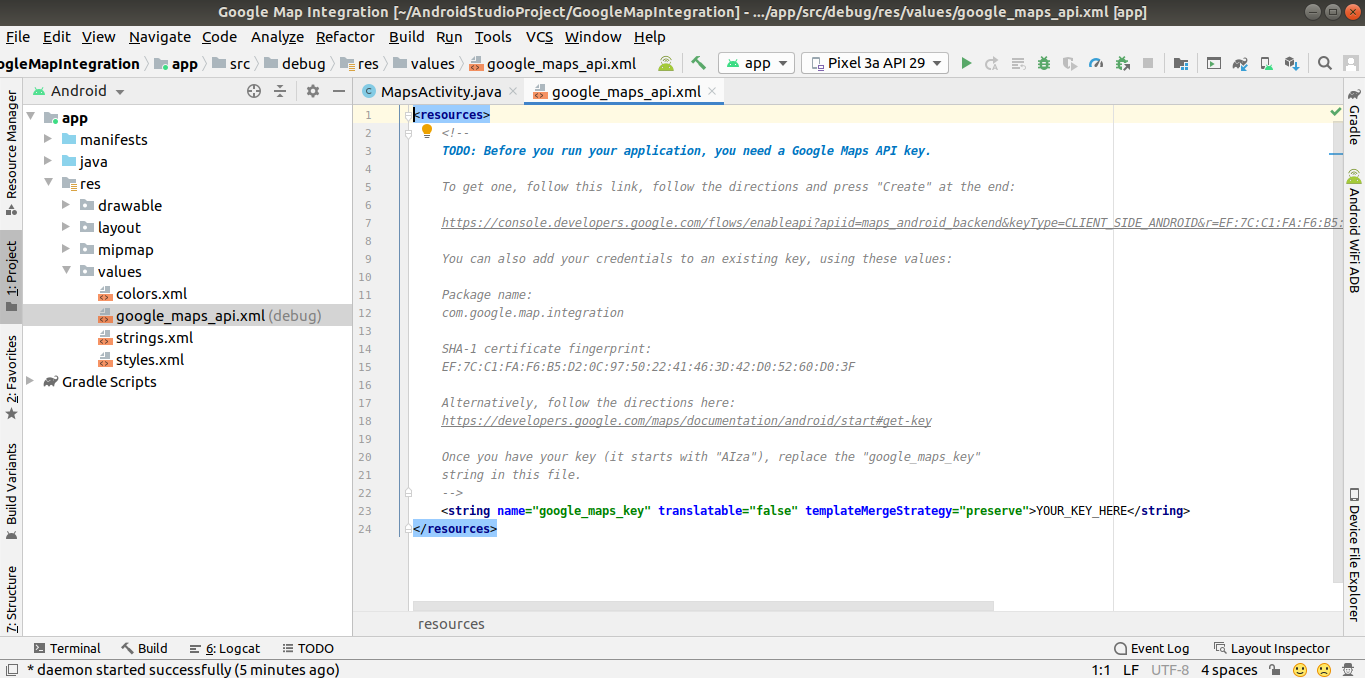 Google Map Integration [~/AndroidStudioProject/GoogleMapIntegration] - .../app/src/debug/res/values/google_maps_api.xml [app]
File Edit View Navigate Code Analyze Refactor Build Run Tools VCS Window Help
ogleMapIntegration app src debug res values google_maps_api.xml app Pixel 3a API 29
Android
MapsActivity.java google_maps_api.xml
Resource Manager
1: Project
2: Favorites
Build Variants
7: Structure
app
manifests
java
res
drawable
layout
mipmap
values
colors.xml
google_maps_api.xml (debug)
strings.xml
styles.xml
Gradle Scripts
1 <resources>
2 <!--
3 TODO: Before you run your application, you need a Google Maps API key.
4
5 To get one, follow this link, follow the directions and press "Create" at the end:
6
7 https://console.developers.google.com/flows/enableapi?apiid=maps_android_backend&keyType=CLIENT_SIDE_ANDROID&r=EF:7C:C1:FA:F6:B5:
8
9 You can also add your credentials to an existing key, using these values:
10
11 Package name:
12 com.google.map.integration
13
14 SHA-1 certificate fingerprint:
15 EF:7C:C1:FA:F6:B5:D2:0C:97:50:22:41:46:3D:42:D0:52:60:D0:3F
16
17 Alternatively, follow the directions here:
18 https://developers.google.com/maps/documentation/android/start#get-key
19
20 Once you have your key (it starts with "AIza"), replace the "google_maps_key"
21 string in this file.
22 -->
23 <string name="google_maps_key" translatable="false" templateMergeStrategy="preserve">YOUR_KEY_HERE</string>
24 </resources>
resources
Gradle
Android WiFi ADB
Device File Explorer
Terminal Build 6: Logcat TODO Event Log Layout Inspector
* daemon started successfully (5 minutes ago) 1:1 LF UTF-8 4 spaces